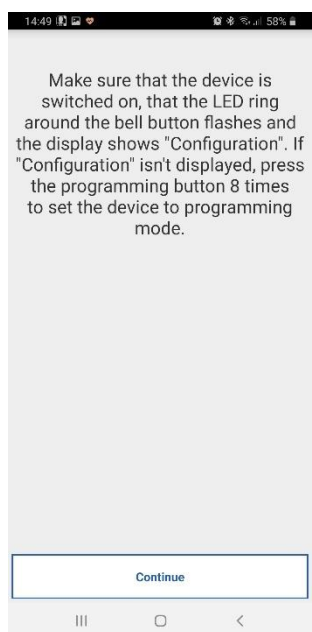 14:49 58%
Make sure that the device is
switched on, that the LED ring
around the bell button flashes and
the display shows "Configuration". If
"Configuration" isn't displayed, press
the programming button 8 times
to set the device to programming
mode.
Continue